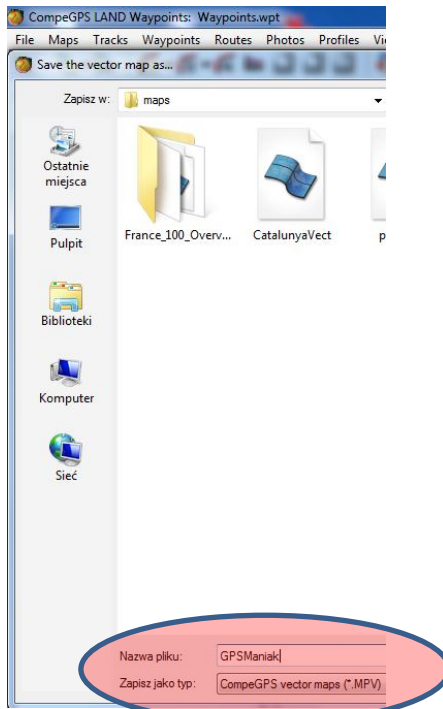 CompeGPS LAND Waypoints: Waypoints.wpt
File Maps Tracks Waypoints Routes Photos Profiles
Save the vector map as...
Zapisz w: maps
Ostatnie
miejsca
France_100_Overv... CatalunyaVect
Pulpit
Biblioteki
Komputer
Sieć
Nazwa pliku: GPSManiak
Zapisz jako typ: CompeGPS vector maps (*.MPV)